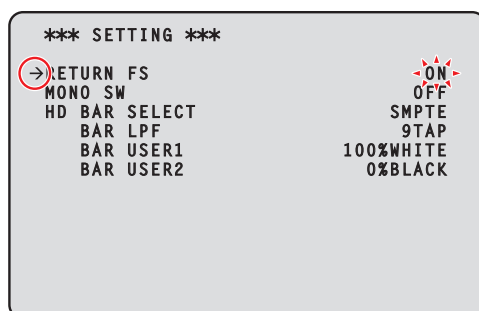 *** SETTING ***
→RETURN FS ON
MONO SW OFF
HD BAR SELECT SMPTE
BAR LPF 9TAP
BAR USER1 100%WHITE
BAR USER2 0%BLACK